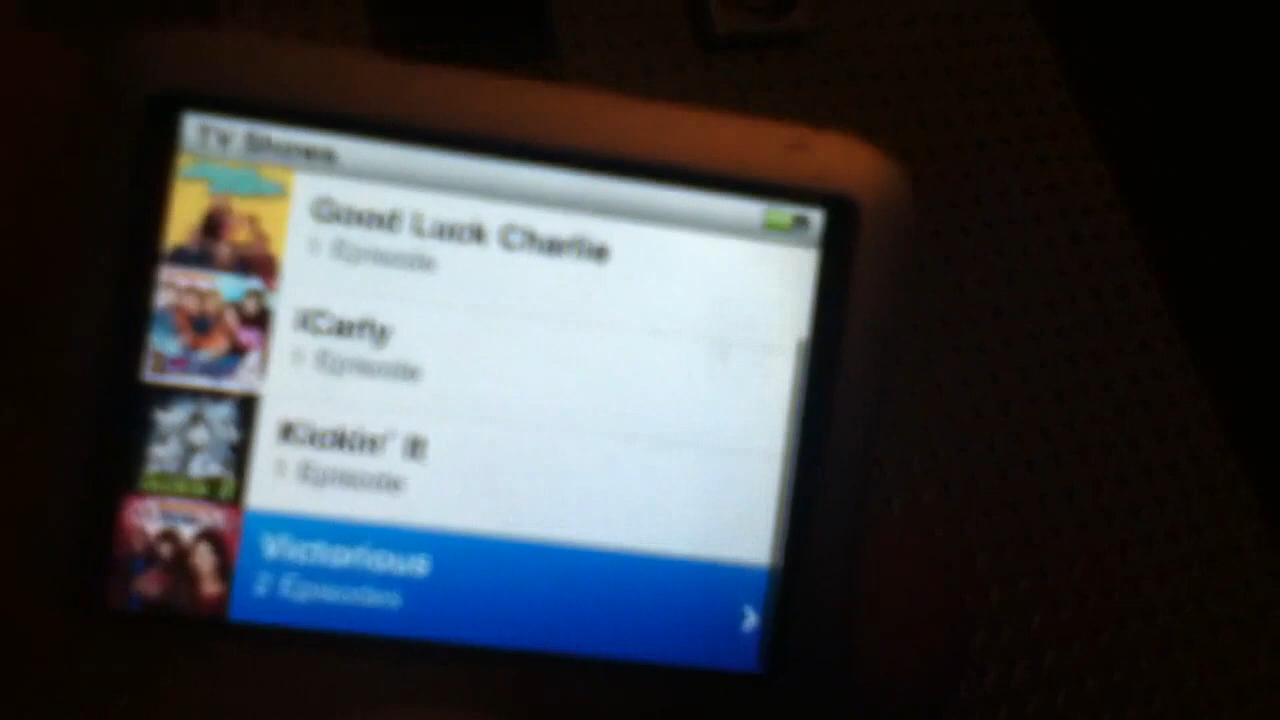 TV Shows
Good Luck Charlie
1 Episode
iCarly
1 Episode
Kickin' It
1 Episode
Victorious
2 Episodes